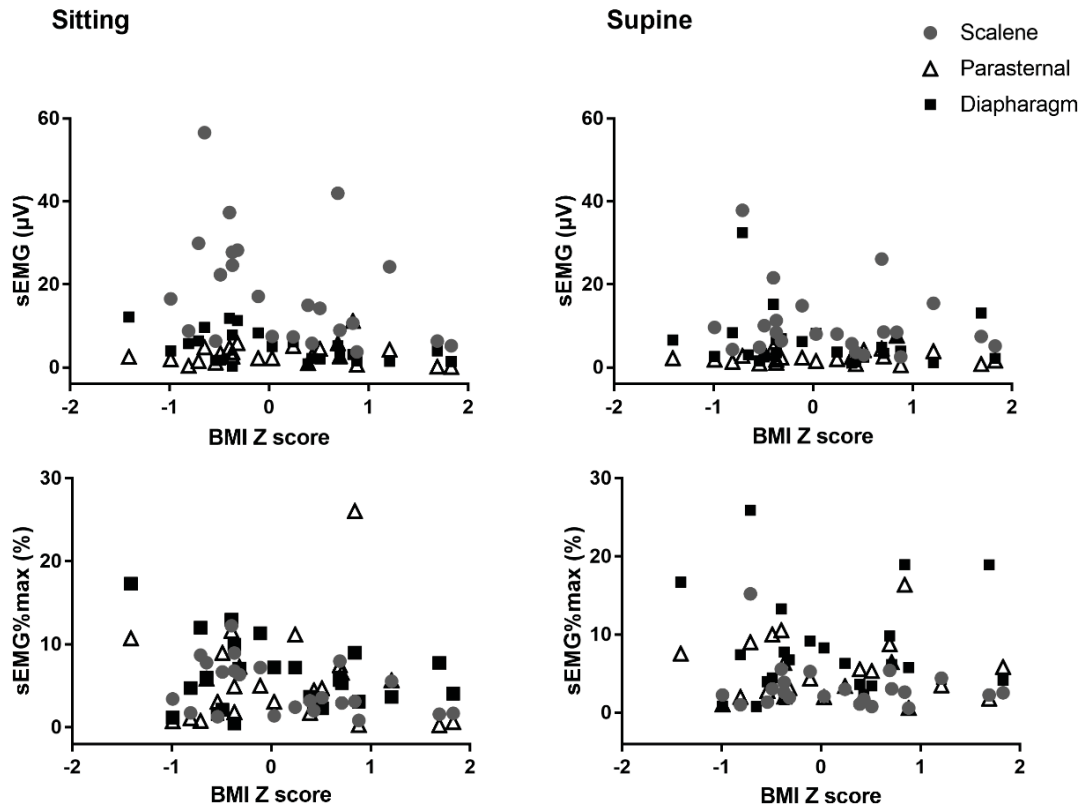 Sitting
Supine
Scalene
Parasternal
Diapharagm
60
40
20
0
sEMG (µV)
-2 -1 0 1 2
BMI Z score
60
40
20
0
sEMG (µV)
-2 -1 0 1 2
BMI Z score
30
20
10
0
sEMG%max (%)
-2 -1 0 1 2
BMI Z score
30
20
10
0
sEMG%max (%)
-2 -1 0 1 2
BMI Z score